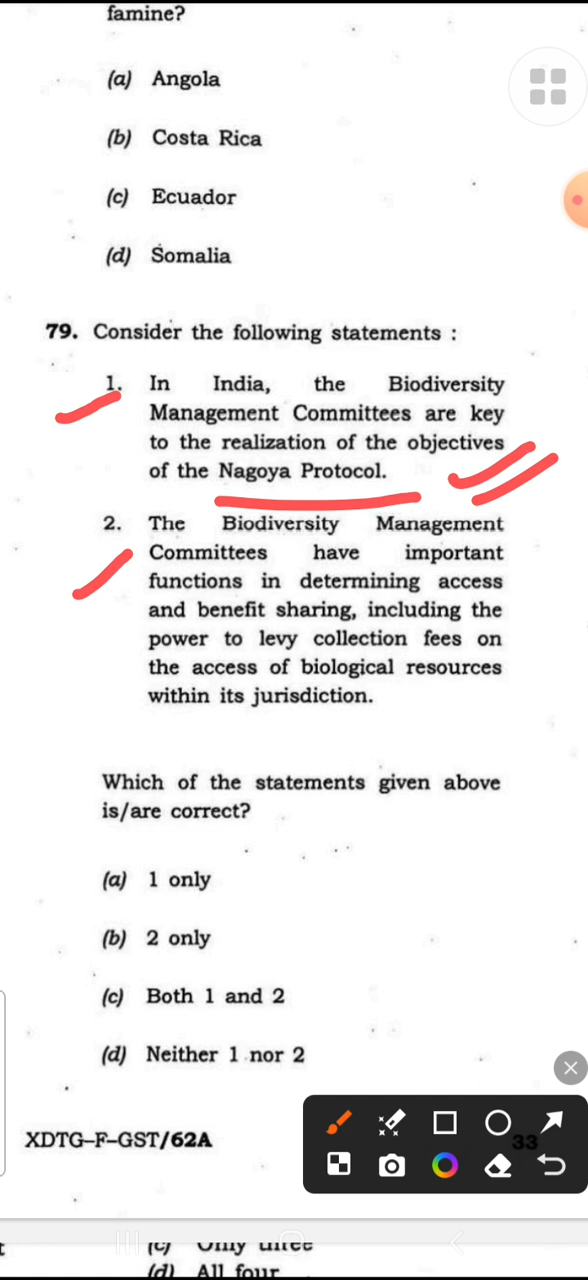 famine?
(a) Angola
(b) Costa Rica
(c) Ecuador
(d) Somalia
79. Consider the following statements :
1. In India, the Biodiversity
Management Committees are key
to the realization of the objectives
of the Nagoya Protocol.
2. The Biodiversity Management
Committees have important
functions in determining access
and benefit sharing, including the
power to levy collection fees on
the access of biological resources
within its jurisdiction.
Which of the statements given above
is/are correct?
(a) 1 only
(b) 2 only
(c) Both 1 and 2
(d) Neither 1 nor 2
XDTG-F-GST/62A
33
(c) Only three
(d) All four